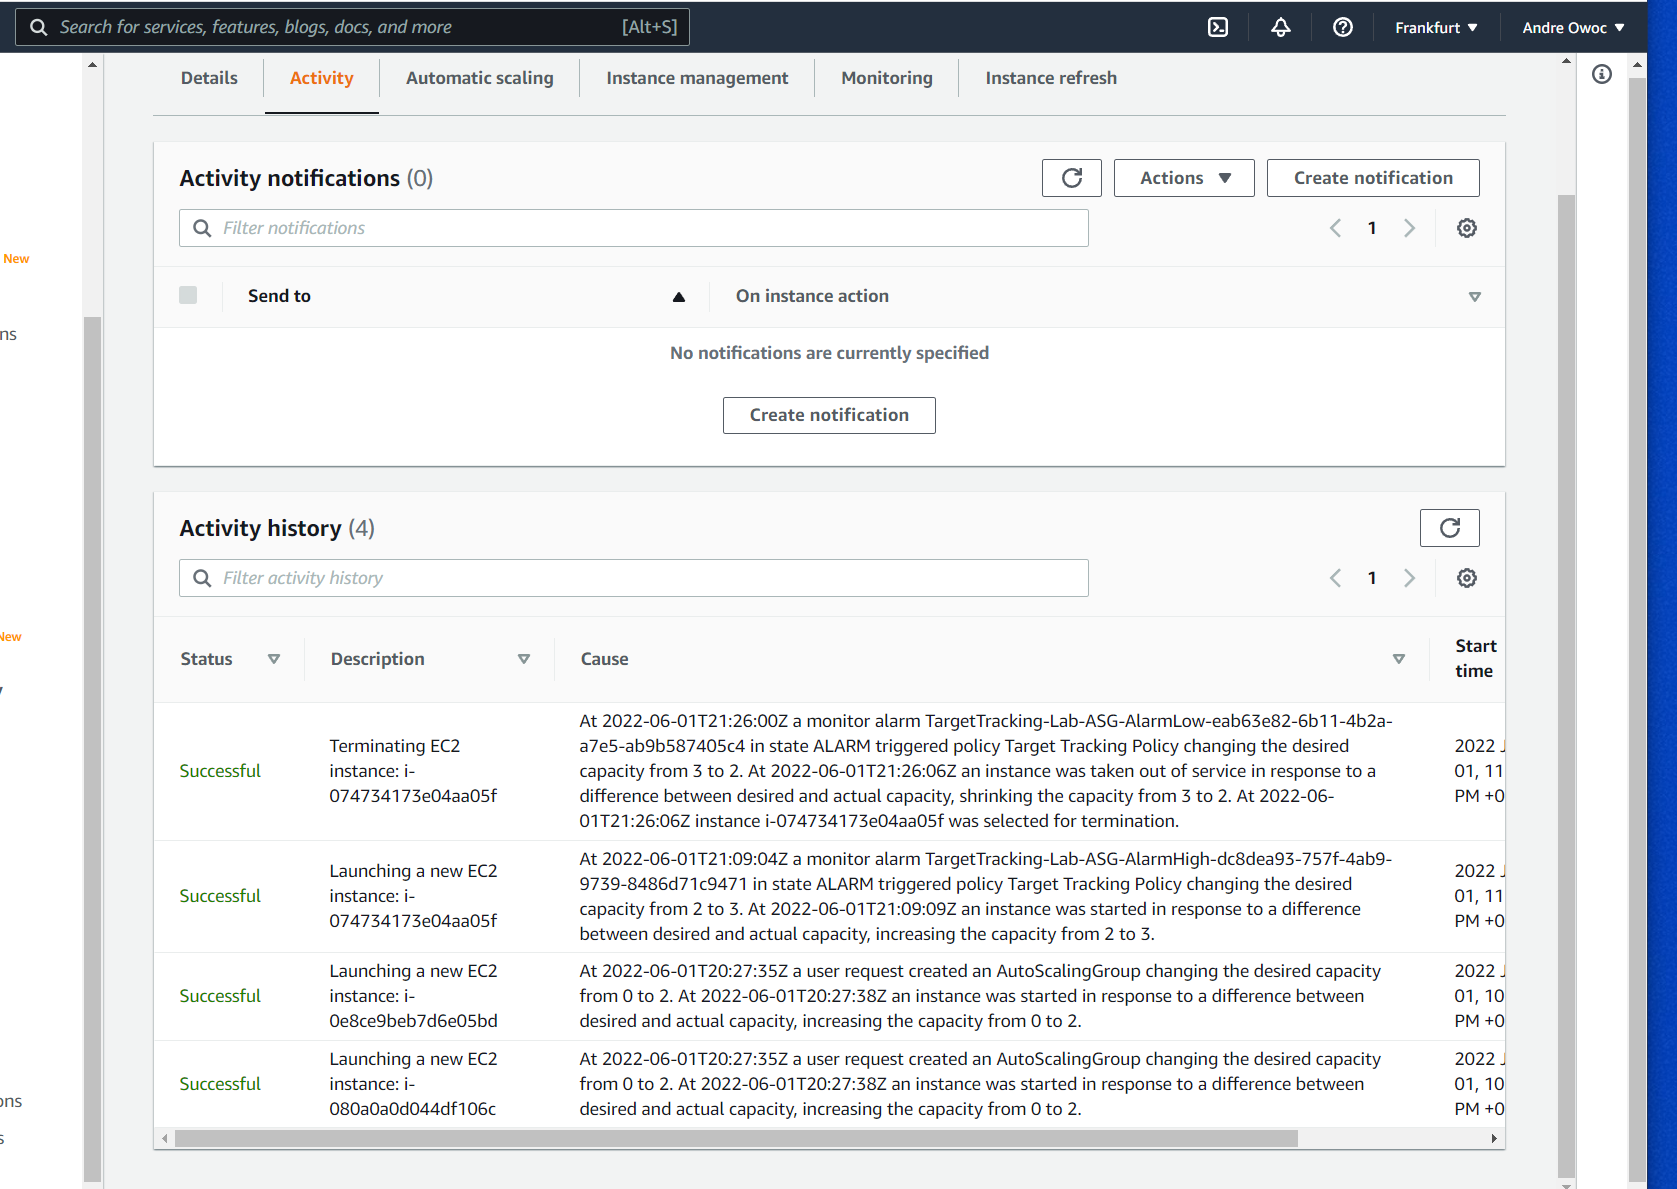 Search for services, features, blogs, docs, and more [Alt+S] Frankfurt ▼ Andre Owoc ▼
Details Activity Automatic scaling Instance management Monitoring Instance refresh
Activity notifications (0)
Actions ▼ Create notification
Filter notifications
1
New
Send to ▲ On instance action
ns
No notifications are currently specified
Create notification
Activity history (4)
Filter activity history
1
New
Status Description Cause Start
time
At 2022-06-01T21:26:00Z a monitor alarm TargetTracking-Lab-ASG-AlarmLow-eab63e82-6b11-4b2a-
Terminating EC2 a7e5-ab9b587405c4 in state ALARM triggered policy Target Tracking Policy changing the desired 2022 J
Successful instance: i- capacity from 3 to 2. At 2022-06-01T21:26:06Z an instance was taken out of service in response to a 01, 11
074734173e04aa05f difference between desired and actual capacity, shrinking the capacity from 3 to 2. At 2022-06- PM +0
01T21:26:06Z instance i-074734173e04aa05f was selected for termination.
At 2022-06-01T21:09:04Z a monitor alarm TargetTracking-Lab-ASG-AlarmHigh-dc8dea93-757f-4ab9-
Launching a new EC2 9739-8486d71c9471 in state ALARM triggered policy Target Tracking Policy changing the desired 2022 J
Successful instance: i- capacity from 2 to 3. At 2022-06-01T21:09:09Z an instance was started in response to a difference 01, 11
074734173e04aa05f between desired and actual capacity, increasing the capacity from 2 to 3. PM +0
Launching a new EC2 At 2022-06-01T20:27:35Z a user request created an AutoScalingGroup changing the desired capacity 2022 J
Successful instance: i- from 0 to 2. At 2022-06-01T20:27:38Z an instance was started in response to a difference between 01, 10
0e8ce9beb7d6e05bd desired and actual capacity, increasing the capacity from 0 to 2. PM +0
Launching a new EC2 At 2022-06-01T20:27:35Z a user request created an AutoScalingGroup changing the desired capacity 2022 J
Successful instance: i- from 0 to 2. At 2022-06-01T20:27:38Z an instance was started in response to a difference between 01, 10
ons
080a0a0d044df106c desired and actual capacity, increasing the capacity from 0 to 2. PM +0
s